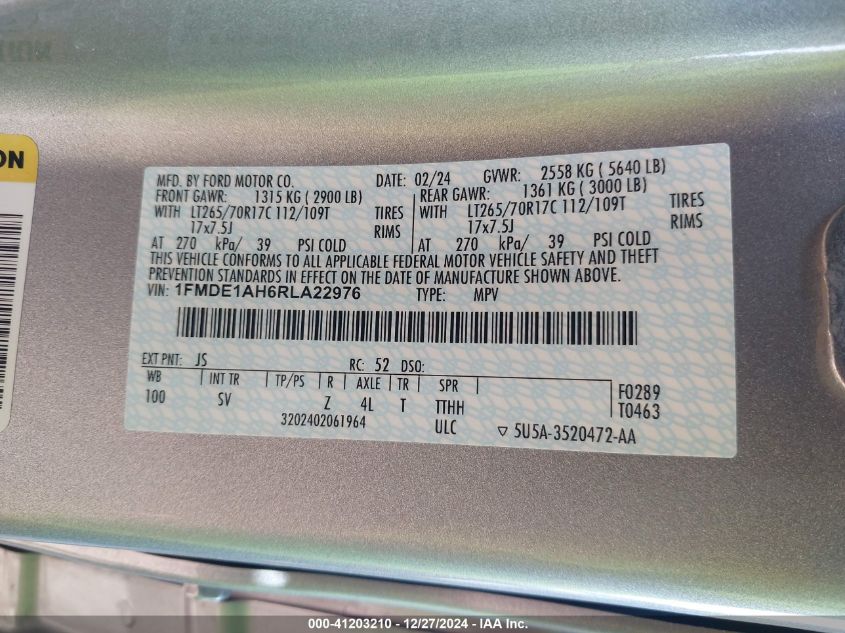 ON
MFD. BY FORD MOTOR CO. DATE: 02/24 GVWR: 2558 KG ( 5640 LB)
FRONT GAWR: 1315 KG ( 2900 LB) REAR GAWR: 1361 KG ( 3000 LB)
WITH LT265/70R17C 112/109T TIRES WITH LT265/70R17C 112/109T TIRES
17x7.5J RIMS 17x7.5J RIMS
AT 270 kPa/ 39 PSI COLD AT 270 kPa/ 39 PSI COLD
THIS VEHICLE CONFORMS TO ALL APPLICABLE FEDERAL MOTOR VEHICLE SAFETY AND THEFT
PREVENTION STANDARDS IN EFFECT ON THE DATE OF MANUFACTURE SHOWN ABOVE.
VIN: 1FMDE1AH6RLA22976 TYPE: MPV
EXT PNT: JS RC: 52 DSO:
WB INT TR TP/PS R AXLE TR SPR F0289
100 SV Z 4L T TTHH T0463
3202402061964 ULC ▽ 5U5A-3520472-AA
000-41203210 - 12/27/2024 - IAA Inc.